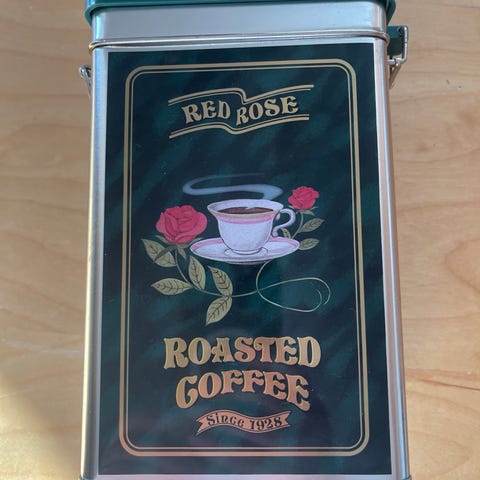 RED ROSE
ROASTED
COFFEE
Since 1928